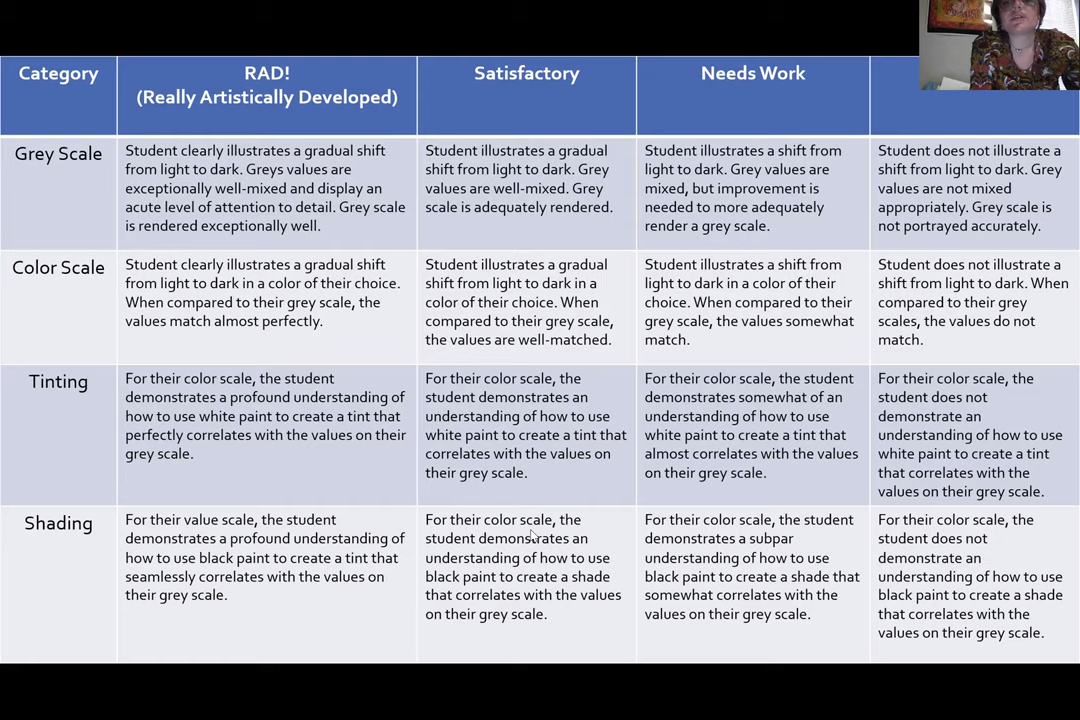 Category
RAD!
(Really Artistically Developed)
Satisfactory
Needs Work
Grey Scale
Student clearly illustrates a gradual shift
from light to dark. Greys values are
exceptionally well-mixed and display an
acute level of attention to detail. Grey scale
is rendered exceptionally well.
Student illustrates a gradual
shift from light to dark. Grey
values are well-mixed. Grey
scale is adequately rendered.
Student illustrates a shift from
light to dark. Grey values are
mixed, but improvement is
needed to more adequately
render a grey scale.
Student does not illustrate a
shift from light to dark. Grey
values are not mixed
appropriately. Grey scale is
not portrayed accurately.
Color Scale
Student clearly illustrates a gradual shift
from light to dark in a color of their choice.
When compared to their grey scale, the
values match almost perfectly.
Student illustrates a gradual
shift from light to dark in a
color of their choice. When
compared to their grey scale,
the values are well-matched.
Student illustrates a shift from
light to dark in a color of their
choice. When compared to their
grey scale, the values somewhat
match.
Student does not illustrate a
shift from light to dark. When
compared to their grey
scales, the values do not
match.
Tinting
For their color scale, the student
demonstrates a profound understanding of
how to use white paint to create a tint that
perfectly correlates with the values on their
grey scale.
For their color scale, the
student demonstrates an
understanding of how to use
white paint to create a tint that
correlates with the values on
their grey scale.
For their color scale, the student
demonstrates somewhat of an
understanding of how to use
white paint to create a tint that
almost correlates with the values
on their grey scale.
For their color scale, the
student does not
demonstrate an
understanding of how to use
white paint to create a tint
that correlates with the
values on their grey scale.
Shading
For their value scale, the student
demonstrates a profound understanding of
how to use black paint to create a tint that
seamlessly correlates with the values on
their grey scale.
For their color scale, the
student demonstrates an
understanding of how to use
black paint to create a shade
that correlates with the values
on their grey scale.
For their color scale, the student
demonstrates a subpar
understanding of how to use
black paint to create a shade that
somewhat correlates with the
values on their grey scale.
For their color scale, the
student does not
demonstrate an
understanding of how to use
black paint to create a shade
that correlates with the
values on their grey scale.